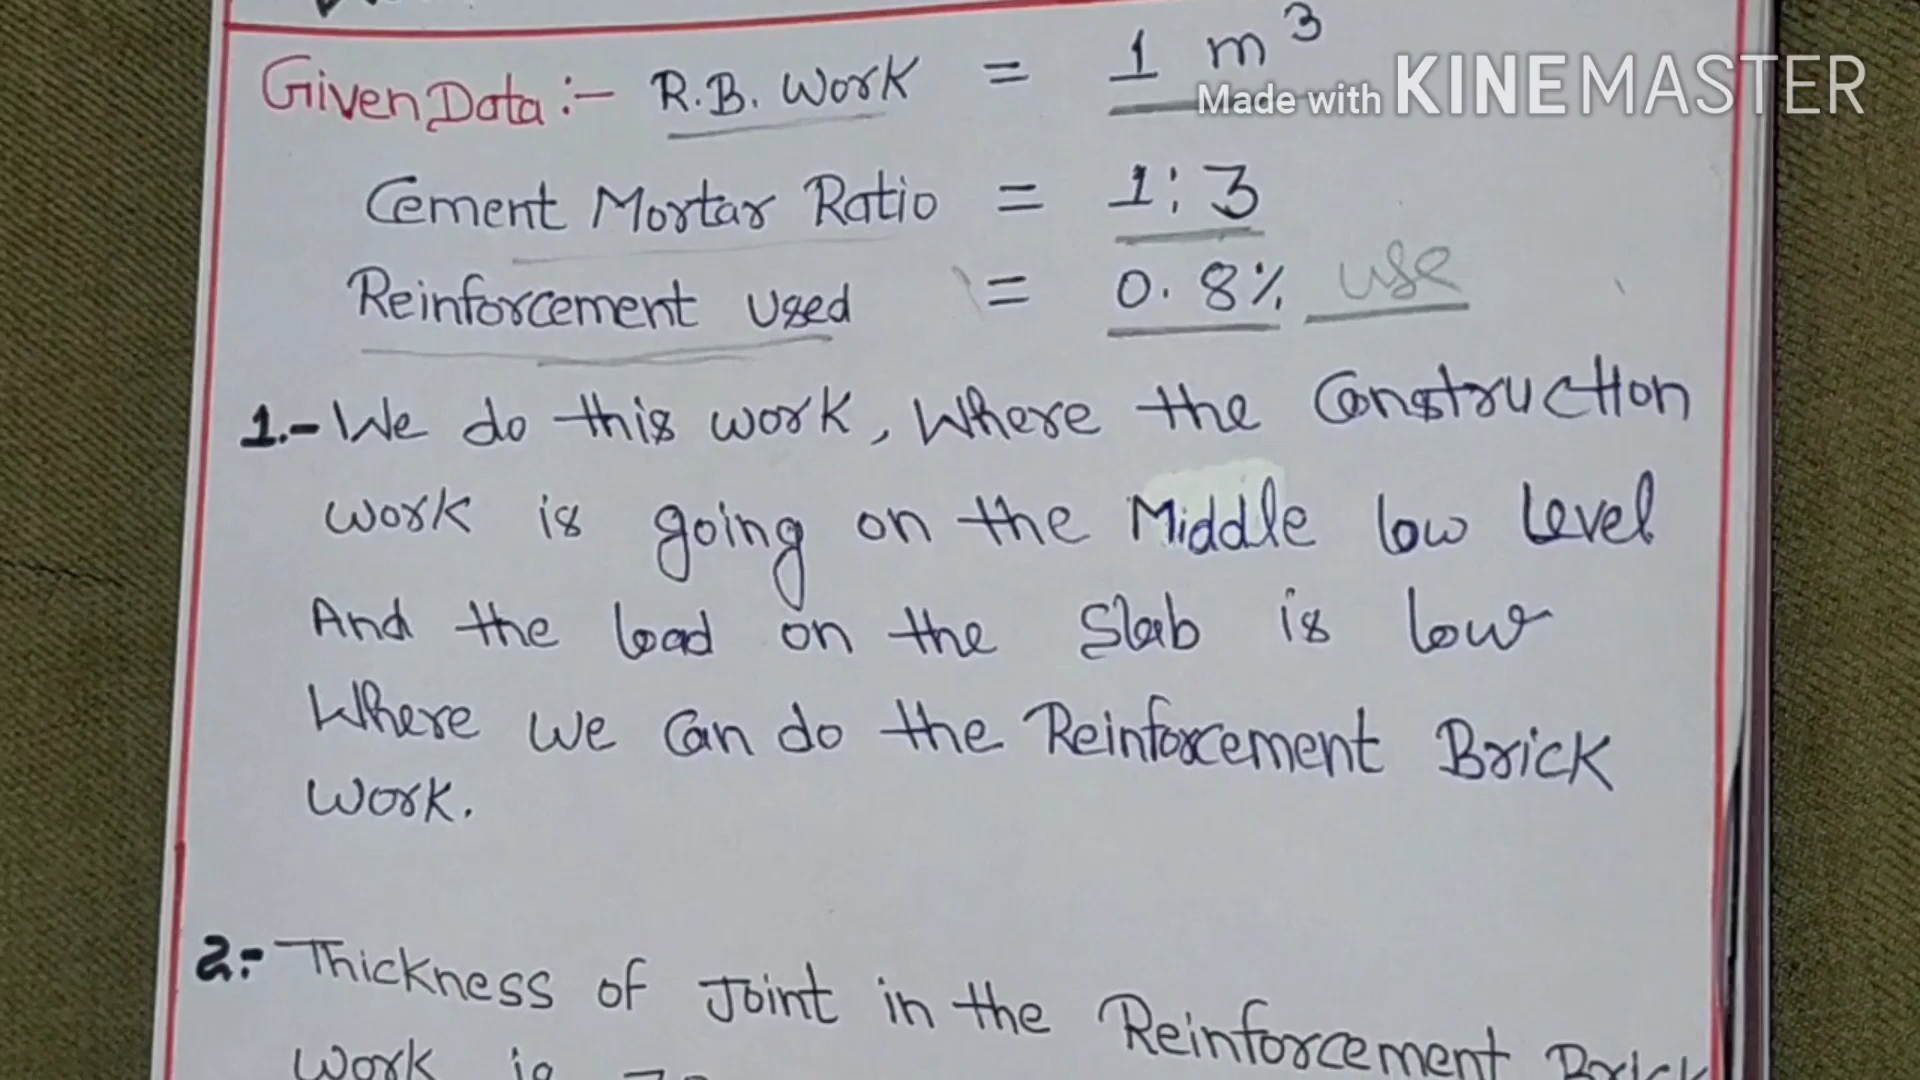 Given Data :- R.B. Work = 1 m³
Made with KINEMASTER
Cement Mortar Ratio = 1:3
Reinforcement Used = 0.8% use
1.- We do this work, Where the Construction
work is going on the Middle low level
And the load on the Slab is low
Where we can do the Reinforcement Brick
work.
2:- Thickness of Joint in the Reinforcement Brick
work is